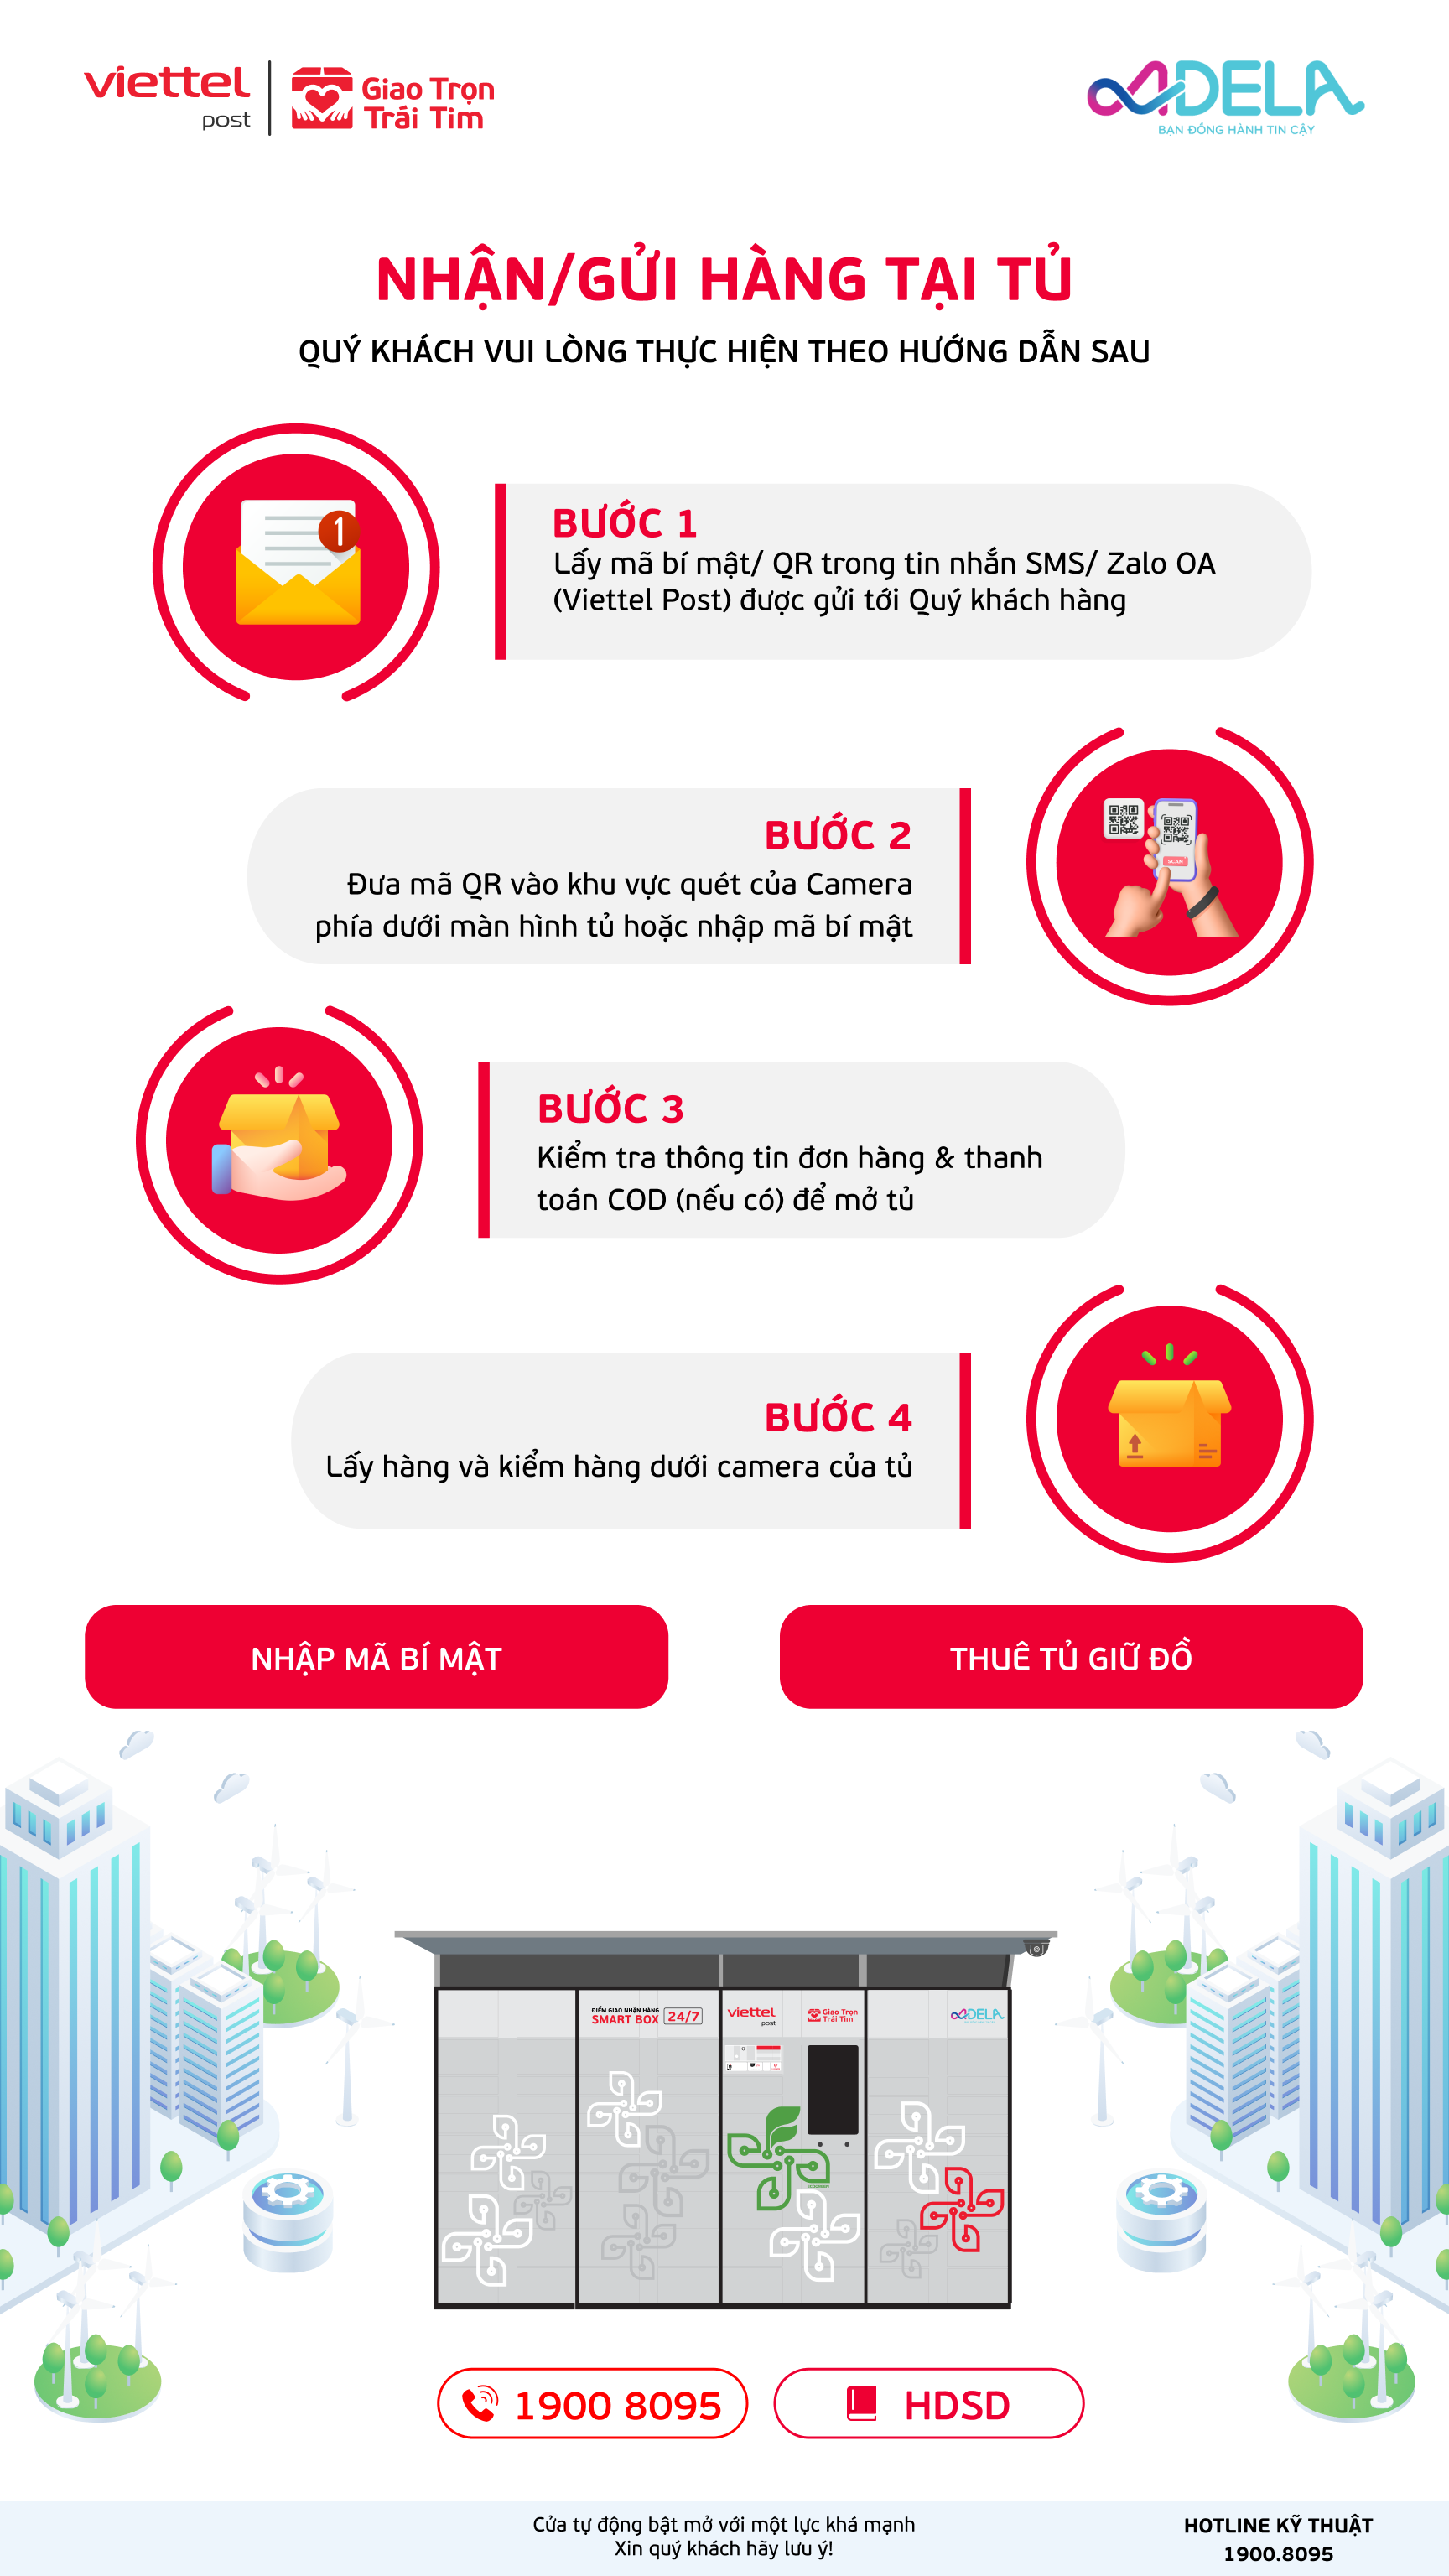 viettel
post
Giao Trọn
Trái Tim
ADELA
BẠN ĐỒNG HÀNH TIN CẬY
NHẬN/GỬI HÀNG TẠI TỦ
QUÝ KHÁCH VUI LÒNG THỰC HIỆN THEO HƯỚNG DẪN SAU
1
BƯỚC 1
Lấy mã bí mật/ QR trong tin nhắn SMS/ Zalo OA
(Viettel Post) được gửi tới Quý khách hàng
BƯỚC 2
Đưa mã QR vào khu vực quét của Camera
phía dưới màn hình tủ hoặc nhập mã bí mật
SCAN
BƯỚC 3
Kiểm tra thông tin đơn hàng & thanh
toán COD (nếu có) để mở tủ
BƯỚC 4
Lấy hàng và kiểm hàng dưới camera của tủ
NHẬP MÃ BÍ MẬT
THUÊ TỦ GIỮ ĐỒ
ĐIỂM GIAO NHẬN HÀNG
SMART BOX 24/7
viettel
post
Giao Trọn
Trái Tim
ADELA
1900 8095
HDSD
Cửa tự động bật mở với một lực khá mạnh
Xin quý khách hãy lưu ý!
HOTLINE KỸ THUẬT
1900.8095